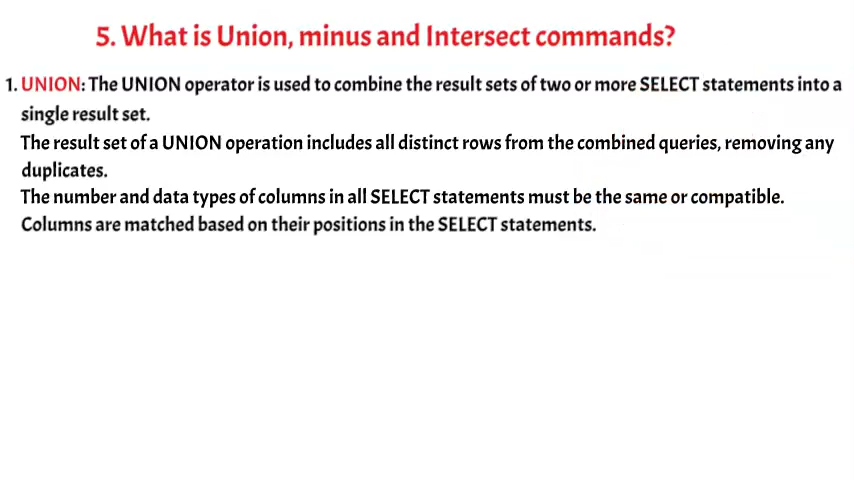 5. What is Union, minus and Intersect commands?
1. UNION: The UNION operator is used to combine the result sets of two or more SELECT statements into a
single result set.
The result set of a UNION operation includes all distinct rows from the combined queries, removing any
duplicates.
The number and data types of columns in all SELECT statements must be the same or compatible.
Columns are matched based on their positions in the SELECT statements.